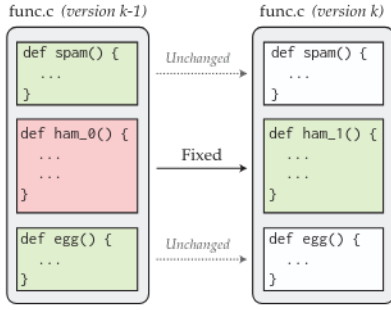 func.c (version k-1)
def spam() {
...
}
def ham_0() {
...
...
}
def egg() {
...
}
Unchanged
Fixed
Unchanged
func.c (version k)
def spam() {
...
}
def ham_1() {
...
...
}
def egg() {
...
}